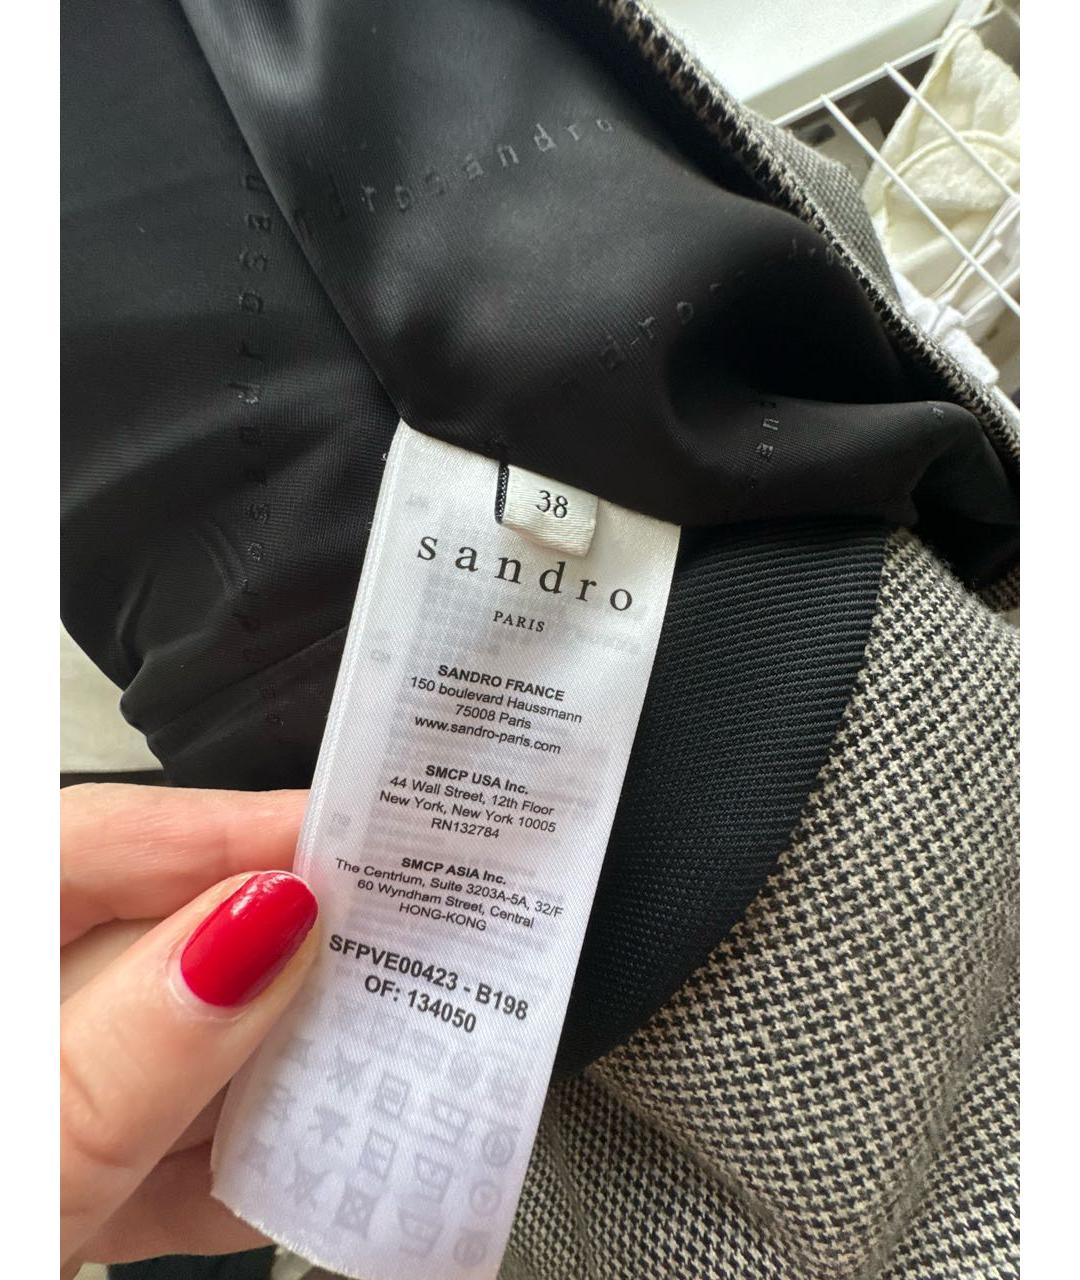 rosandro
dro
38
sandro
PARIS
SANDRO FRANCE
150 boulevard Haussmann
75008 Paris
www.sandro-paris.com
SMCP USA Inc.
44 Wall Street, 12th Floor
New York, New York 10005
RN132784
SMCP ASIA Inc.
The Centrium, Suite 3203A-5A, 32/F
60 Wyndham Street, Central
HONG-KONG
SFPVE00423 - B198
OF: 134050